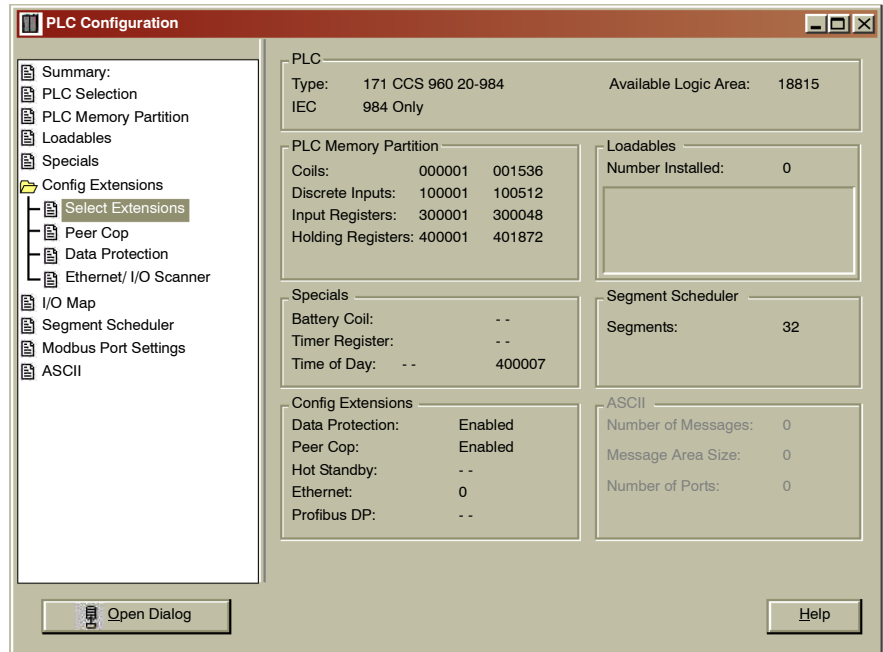 PLC Configuration
Summary:
PLC Selection
PLC Memory Partition
Loadables
Specials
Config Extensions
Select Extensions
Peer Cop
Data Protection
Ethernet/ I/O Scanner
I/O Map
Segment Scheduler
Modbus Port Settings
ASCII
Open Dialog
PLC
Type: 171 CCS 960 20-984 Available Logic Area: 18815
IEC 984 Only
PLC Memory Partition
Coils: 000001 001536
Discrete Inputs: 100001 100512
Input Registers: 300001 300048
Holding Registers: 400001 401872
Loadables
Number Installed: 0
Specials
Battery Coil: - -
Timer Register: - -
Time of Day: - - 400007
Segment Scheduler
Segments: 32
Config Extensions
Data Protection: Enabled
Peer Cop: Enabled
Hot Standby: - -
Ethernet: 0
Profibus DP: - -
ASCII
Number of Messages: 0
Message Area Size: 0
Number of Ports: 0
Help